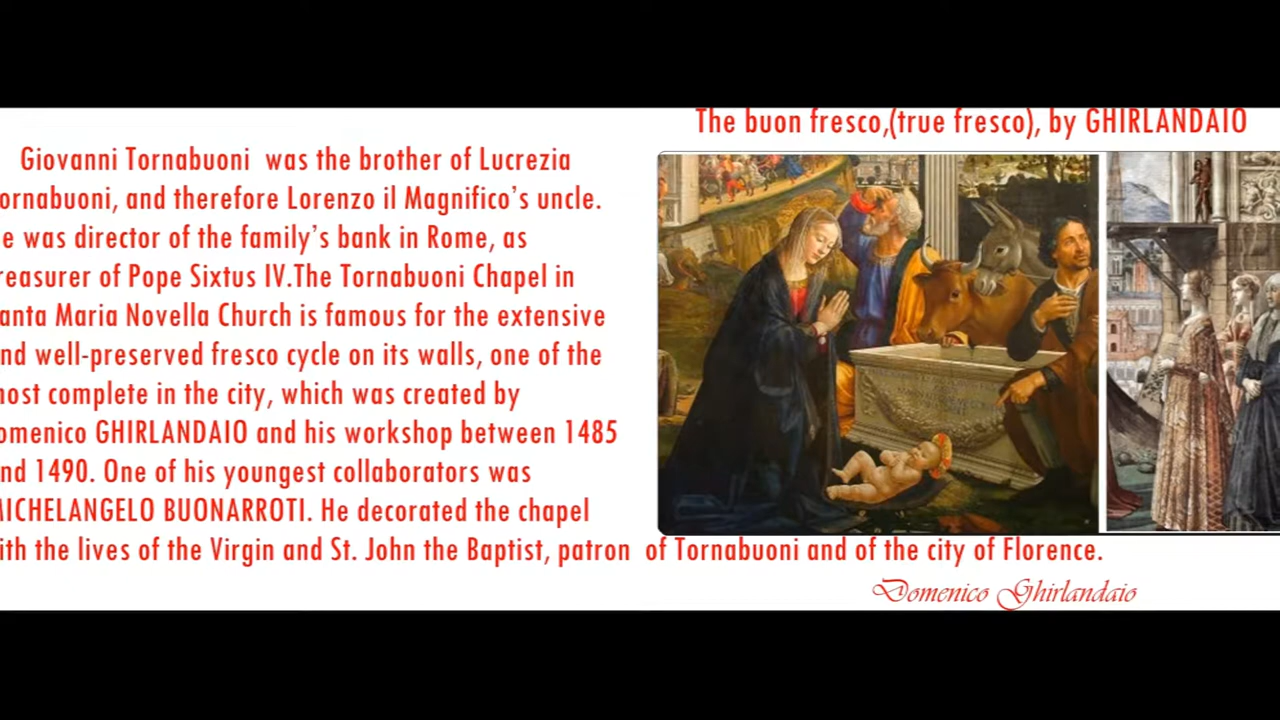 The buon fresco,(true fresco), by GHIRLANDAIO
Giovanni Tornabuoni was the brother of Lucrezia
ornabuoni, and therefore Lorenzo il Magnifico's uncle.
e was director of the family's bank in Rome, as
reasurer of Pope Sixtus IV.The Tornabuoni Chapel in
anta Maria Novella Church is famous for the extensive
nd well-preserved fresco cycle on its walls, one of the
ost complete in the city, which was created by
omenico GHIRLANDAIO and his workshop between 1485
nd 1490. One of his youngest collaborators was
MICHELANGELO BUONARROTI. He decorated the chapel
ith the lives of the Virgin and St. John the Baptist, patron of Tornabuoni and of the city of Florence.
Domenico Ghirlandaio